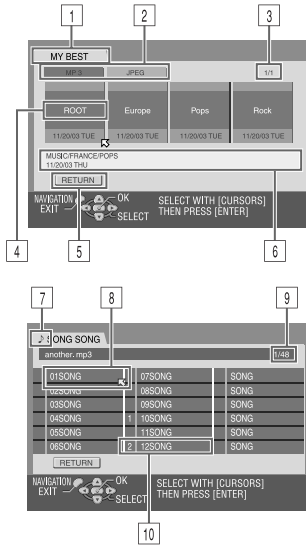 1
2
3
MY BEST
MP3
JPEG
1/1
ROOT
Europe
Pops
Rock
11/20/03 TUE
11/20/03 TUE
11/20/03 TUE
11/20/03 TUE
MUSIC/FRANCE/POPS
11/20/03 THU
RETURN
NAVIGATION
EXIT
OK
SELECT
SELECT WITH [CURSORS]
THEN PRESS [ENTER]
4
5
6
7
8
9
♪ SONG SONG
another.mp3
1/48
01SONG
07SONG
SONG
02SONG
08SONG
SONG
03SONG
09SONG
SONG
04SONG
1
10SONG
SONG
05SONG
11SONG
SONG
06SONG
2
12SONG
SONG
RETURN
NAVIGATION
EXIT
OK
SELECT
SELECT WITH [CURSORS]
THEN PRESS [ENTER]
10